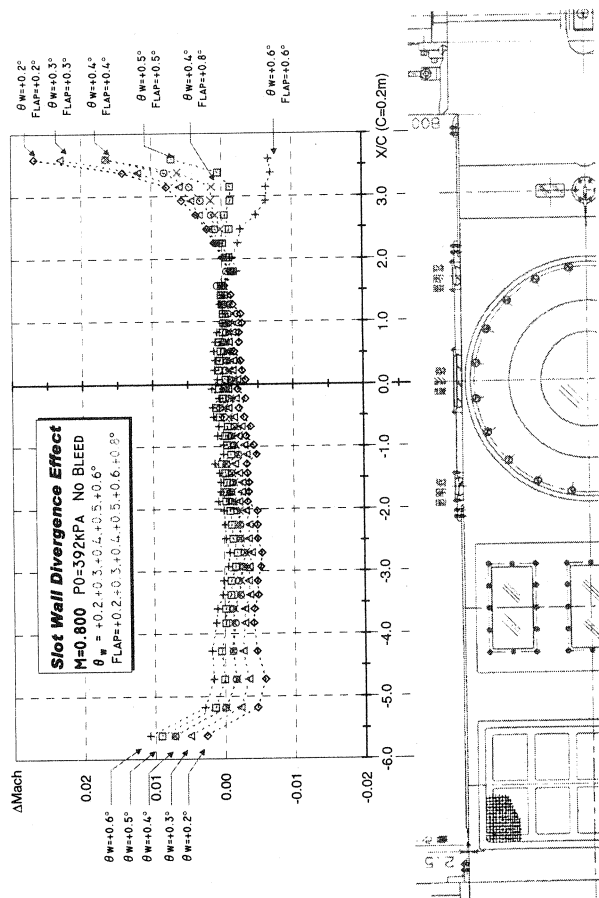 Slot Wall Divergence Effect
M=0.800 P0=392KPA NO BLEED
θw = +0.2,+0.3,+0.4,+0.5,+0.6°
FLAP=+0.2,+0.3,+0.4,+0.5,+0.6,+0.8°
ΔMach
0.02
0.01
0.00
-0.01
-0.02
-6.0
-5.0
-4.0
-3.0
-2.0
-1.0
0.0
1.0
2.0
3.0
X/C (C=0.2m)
θw=+0.6°
θw=+0.5°
θw=+0.4°
θw=+0.3°
θw=+0.2°
θw=+0.2°
FLAP=+0.2°
θw=+0.3°
FLAP=+0.3°
θw=+0.4°
FLAP=+0.4°
θw=+0.5°
FLAP=+0.5°
θw=+0.4°
FLAP=+0.8°
θw=+0.6°
FLAP=+0.6°
2.5
800